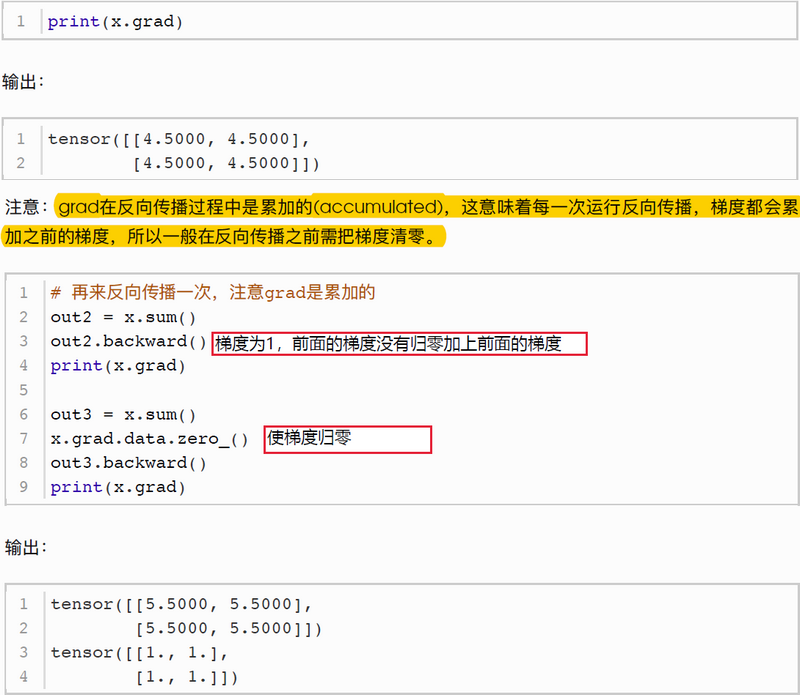 1 print(x.grad)
输出：
1 tensor([[4.5000, 4.5000],
2 [4.5000, 4.5000]])
注意：grad在反向传播过程中是累加的(accumulated)，这意味着每一次运行反向传播，梯度都会累
加之前的梯度，所以一般在反向传播之前需把梯度清零。
1 # 再来反向传播一次，注意grad是累加的
2 out2 = x.sum()
3 out2.backward() 梯度为1，前面的梯度没有归零加上前面的梯度
4 print(x.grad)
5
6 out3 = x.sum()
7 x.grad.data.zero_() 使梯度归零
8 out3.backward()
9 print(x.grad)
输出：
1 tensor([[5.5000, 5.5000],
2 [5.5000, 5.5000]])
3 tensor([[1., 1.],
4 [1., 1.]])